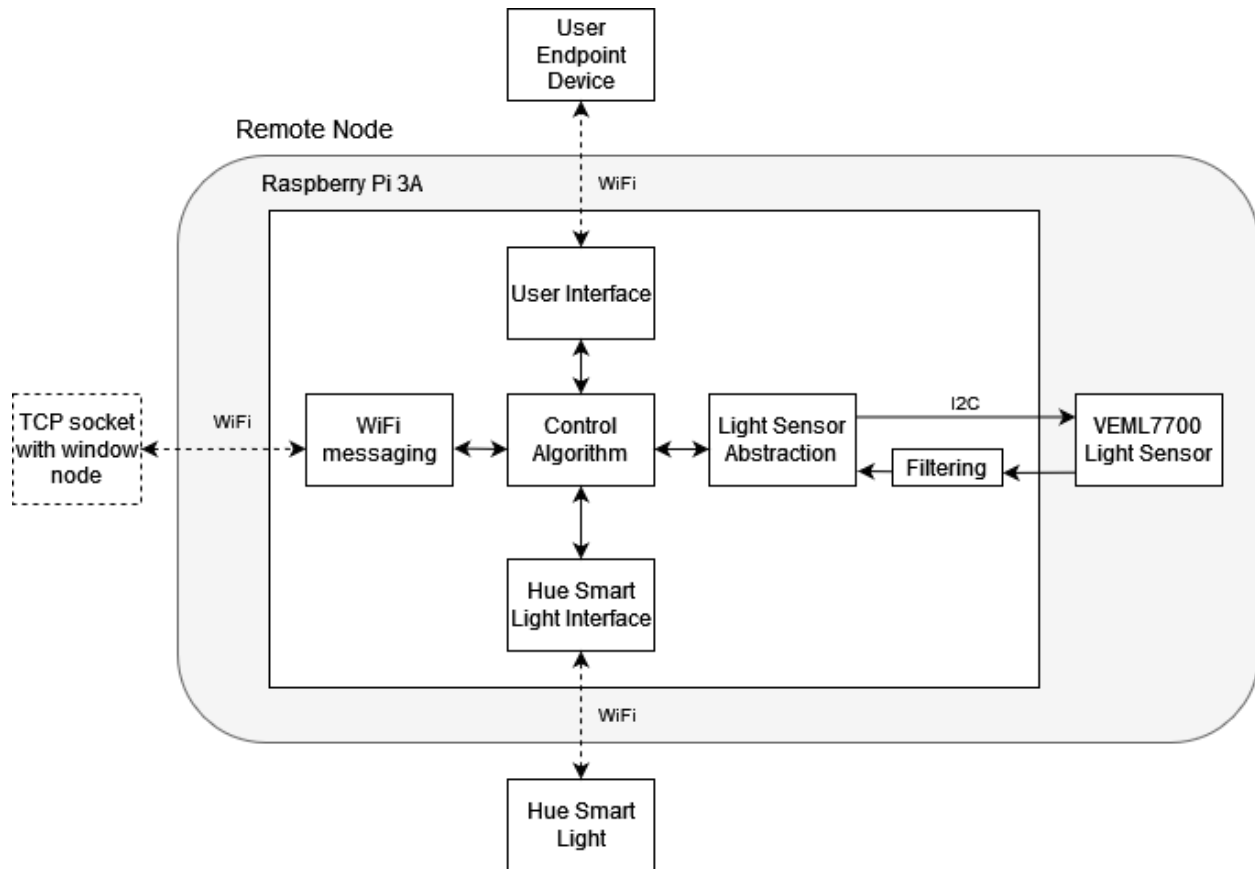 User
Endpoint
Device
Remote Node
WiFi
Raspberry Pi 3A
User Interface
TCP socket
with window
node
WiFi
WiFi
messaging
Control
Algorithm
Light Sensor
Abstraction
I2C
Filtering
VEML7700
Light Sensor
Hue Smart
Light Interface
WiFi
Hue Smart
Light